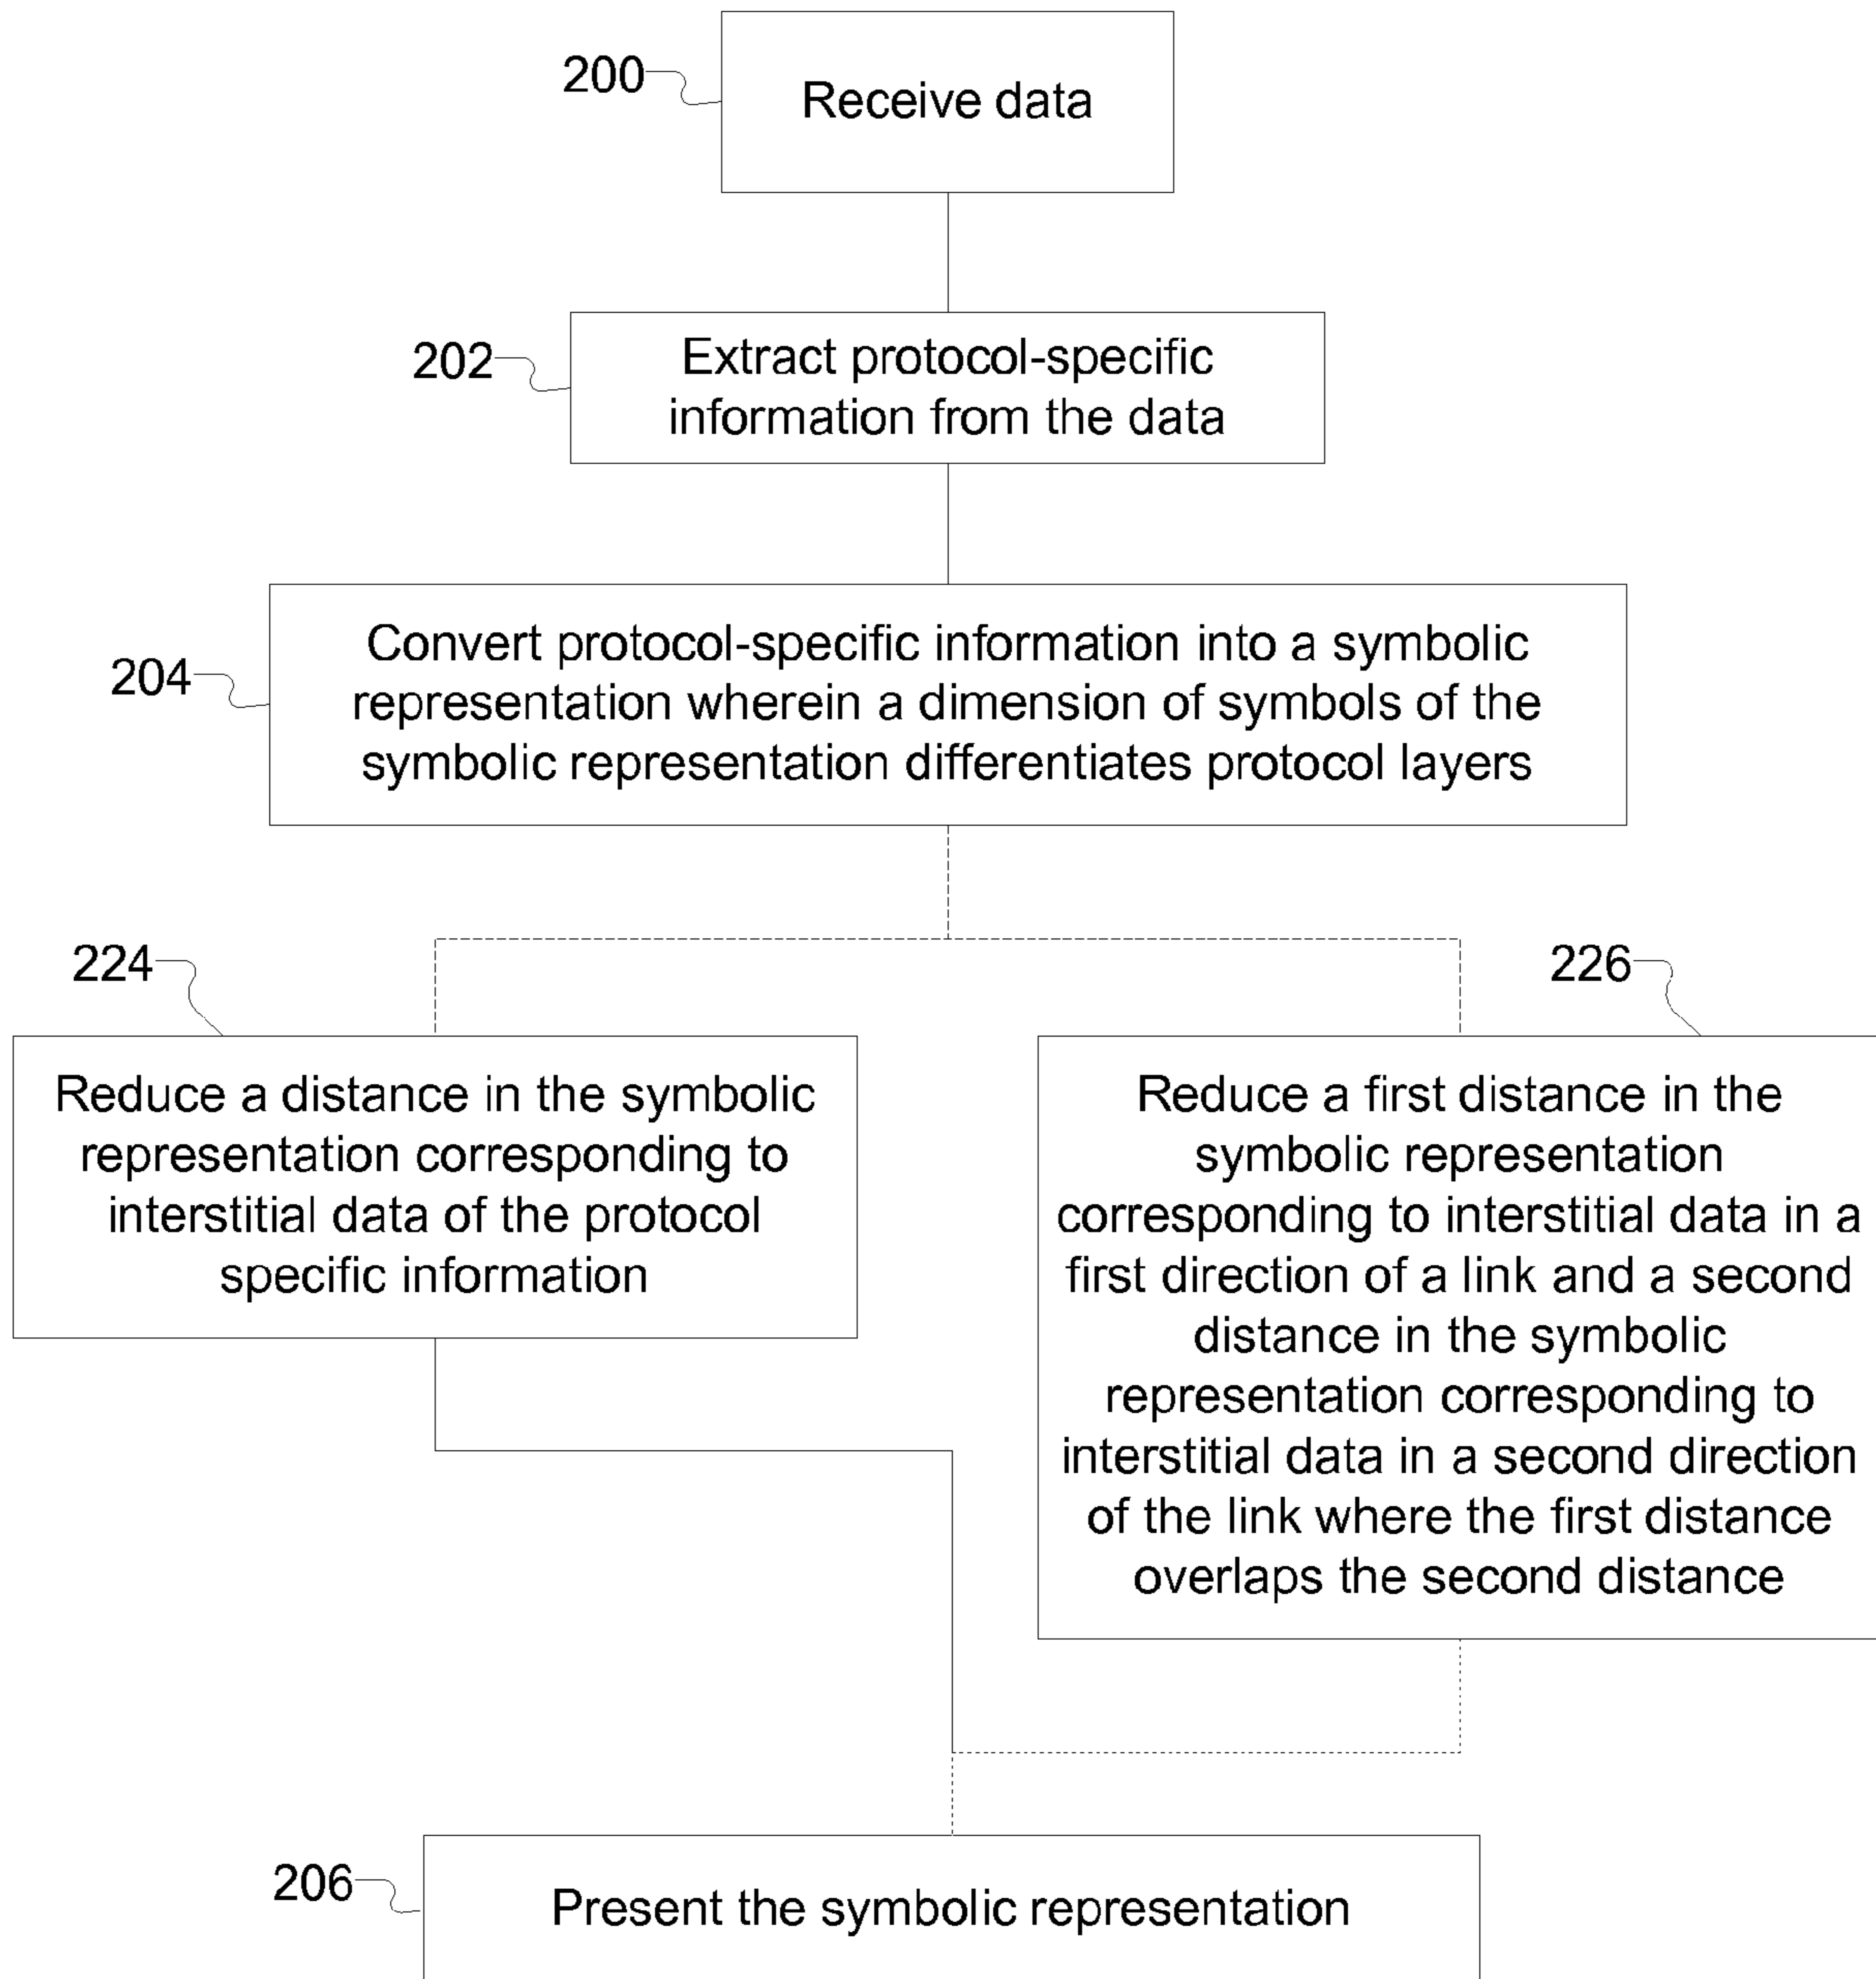 200
Receive data
202
Extract protocol-specific
information from the data
204
Convert protocol-specific information into a symbolic
representation wherein a dimension of symbols of the
symbolic representation differentiates protocol layers
224
Reduce a distance in the symbolic
representation corresponding to
interstitial data of the protocol
specific information
226
Reduce a first distance in the
symbolic representation
corresponding to interstitial data in a
first direction of a link and a second
distance in the symbolic
representation corresponding to
interstitial data in a second direction
of the link where the first distance
overlaps the second distance
206
Present the symbolic representation